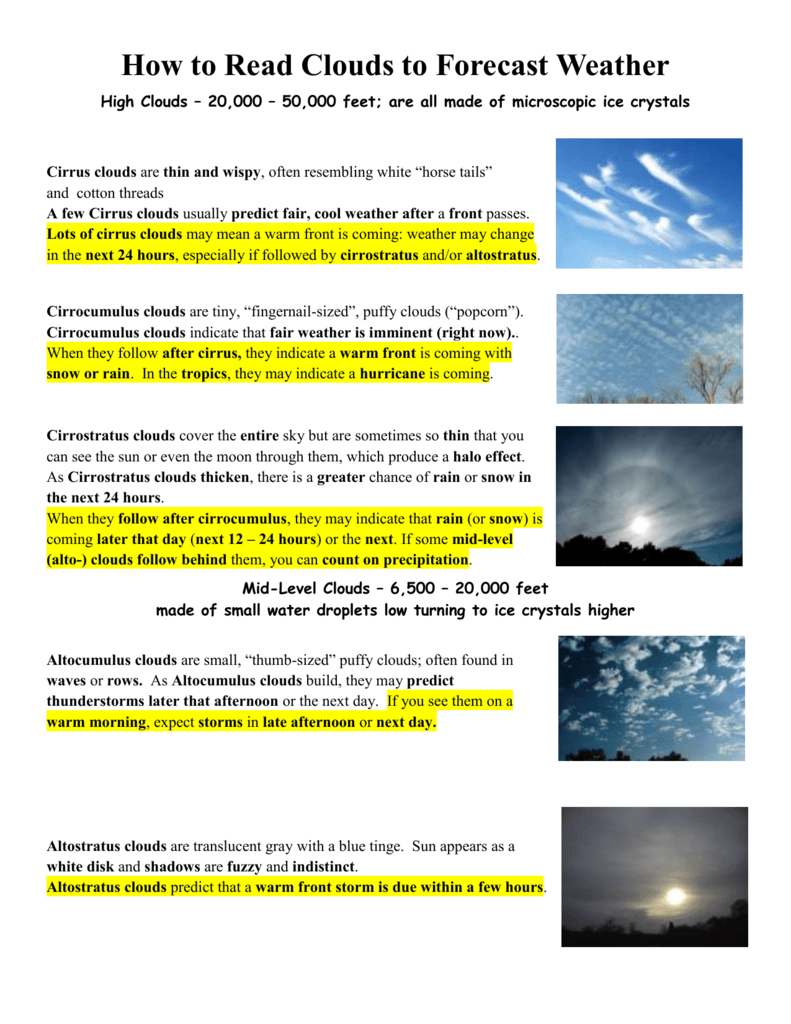 How to Read Clouds to Forecast Weather
High Clouds – 20,000 – 50,000 feet; are all made of microscopic ice crystals
Cirrus clouds are thin and wispy, often resembling white “horse tails”
and  cotton threads
A few Cirrus clouds usually predict fair, cool weather after a front passes.
Lots of cirrus clouds may mean a warm front is coming: weather may change
in the next 24 hours, especially if followed by cirrostratus and/or altostratus.
Cirrocumulus clouds are tiny, “fingernail-sized”, puffy clouds (“popcorn”).
Cirrocumulus clouds indicate that fair weather is imminent (right now)..
When they follow after cirrus, they indicate a warm front is coming with
snow or rain.  In the tropics, they may indicate a hurricane is coming.
Cirrostratus clouds cover the entire sky but are sometimes so thin that you
can see the sun or even the moon through them, which produce a halo effect.
As Cirrostratus clouds thicken, there is a greater chance of rain or snow in
the next 24 hours.
When they follow after cirrocumulus, they may indicate that rain (or snow) is
coming later that day (next 12 – 24 hours) or the next. If some mid-level
(alto-) clouds follow behind them, you can count on precipitation.
Mid-Level Clouds – 6,500 – 20,000 feet
made of small water droplets low turning to ice crystals higher
Altocumulus clouds are small, “thumb-sized” puffy clouds; often found in
waves or rows.  As Altocumulus clouds build, they may predict
thunderstorms later that afternoon or the next day.  If you see them on a
warm morning, expect storms in late afternoon or next day.
Altostratus clouds are translucent gray with a blue tinge.  Sun appears as a
white disk and shadows are fuzzy and indistinct.
Altostratus clouds predict that a warm front storm is due within a few hours.